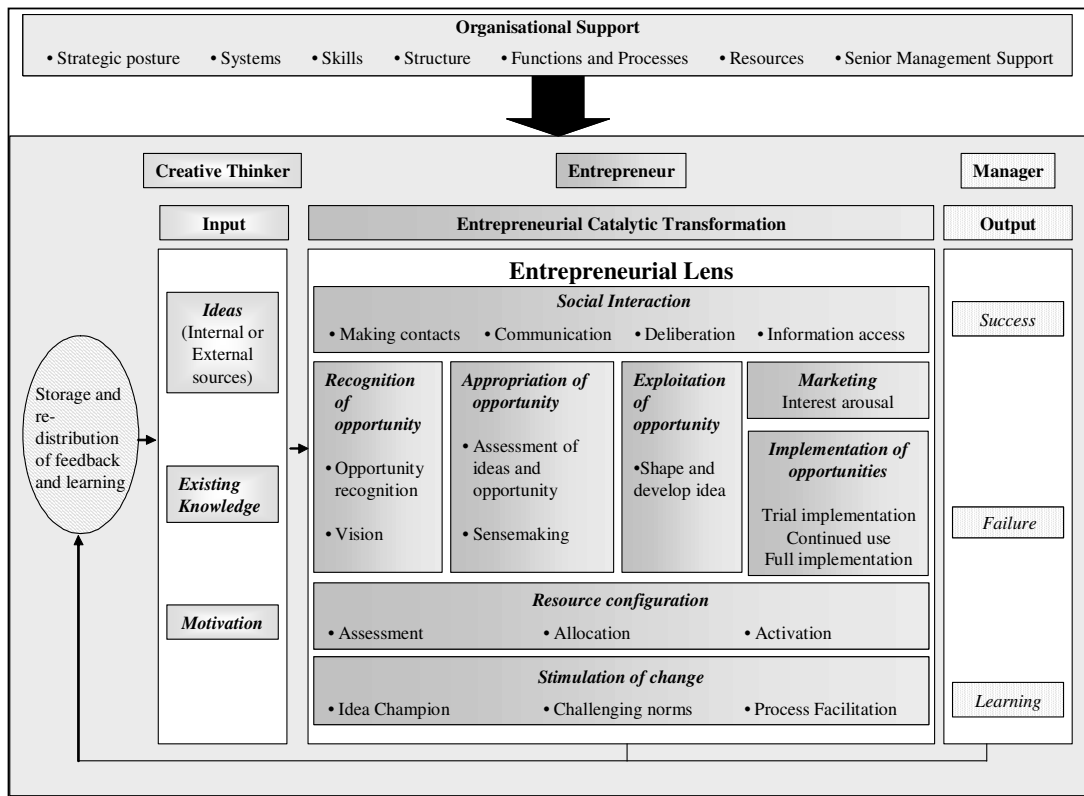 Organisational Support
• Strategic posture • Systems • Skills • Structure • Functions and Processes • Resources • Senior Management Support
Creative Thinker
Entrepreneur
Manager
Input
Entrepreneurial Catalytic Transformation
Output
Storage and
re-
distribution
of feedback
and learning
Ideas
(Internal or
External
sources)
Existing
Knowledge
Motivation
Entrepreneurial Lens
Social Interaction
• Making contacts • Communication • Deliberation • Information access
Recognition
of
opportunity
• Opportunity
recognition
• Vision
Appropriation of
opportunity
• Assessment of
ideas and
opportunity
• Sensemaking
Exploitation
of
opportunity
•Shape and
develop idea
Marketing
Interest arousal
Implementation of
opportunities
Trial implementation
Continued use
Full implementation
Resource configuration
• Assessment • Allocation • Activation
Stimulation of change
• Idea Champion • Challenging norms • Process Facilitation
Success
Failure
Learning